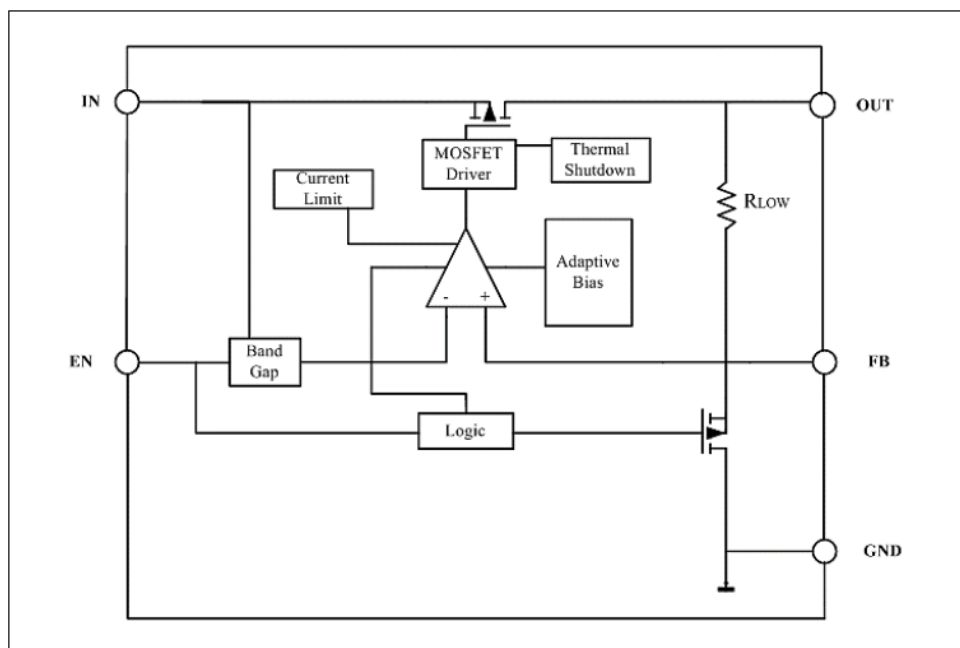 IN
OUT
MOSFET
Driver
Thermal
Shutdown
Current
Limit
RLOW
Adaptive
Bias
- +
EN
Band
Gap
FB
Logic
GND